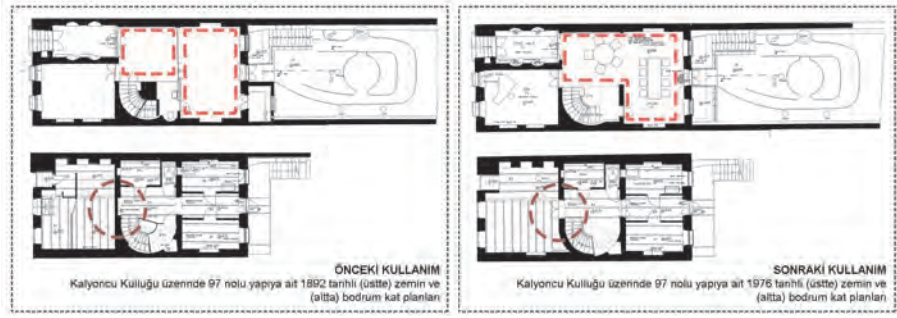 ÖNCEKİ KULLANIM
Kalyoncu Kulluğu üzerinde 97 nolu yapıya ait 1892 tarihli (üstte) zemin ve
(altta) bodrum kat planları
SONRAKİ KULLANIM
Kalyoncu Kulluğu üzerinde 97 nolu yapıya ait 1976 tarihli (üstte) zemin ve
(altta) bodrum kat planları